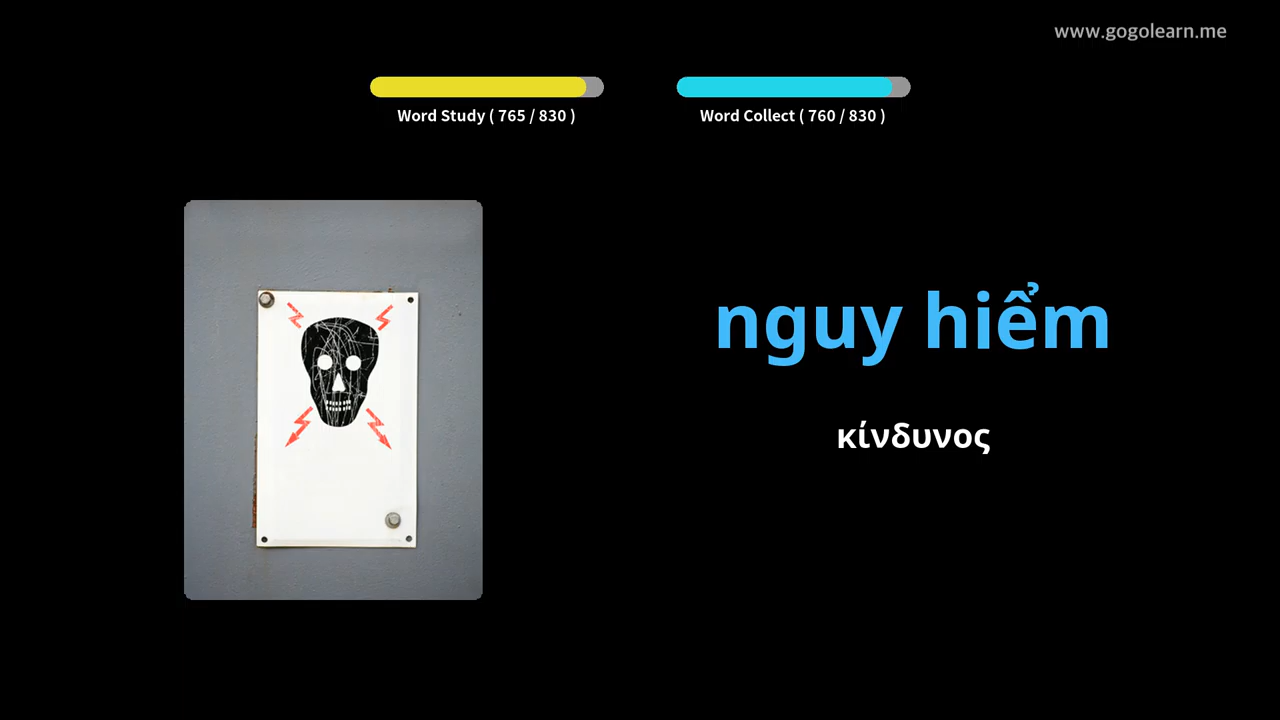 www.gogolearn.me
Word Study ( 765 / 830 )
Word Collect ( 760 / 830 )
nguy hiểm
κίνδυνος